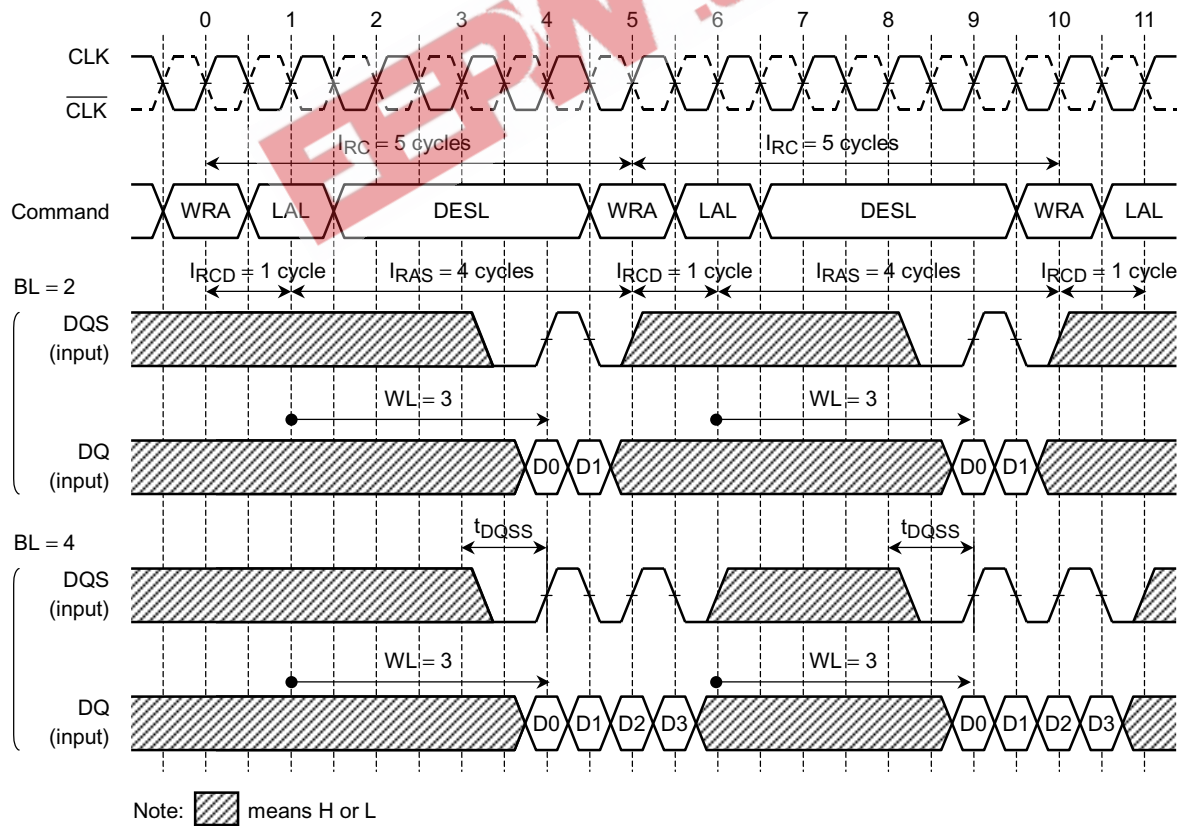 0 1 2 3 4 5 6 7 8 9 10 11
CLK
CLK
IRC = 5 cycles IRC = 5 cycles
Command WRA LAL DESL WRA LAL DESL WRA LAL
IRCD = 1 cycle IRAS = 4 cycles IRCD = 1 cycle IRAS = 4 cycles IRCD = 1 cycle
BL = 2
DQS
(input)
WL = 3 WL = 3
DQ
(input)
D0 D1 D0 D1
tDQSS tDQSS
BL = 4
DQS
(input)
WL = 3 WL = 3
DQ
(input)
D0 D1 D2 D3 D0 D1 D2 D3
Note: means H or L
EEPW